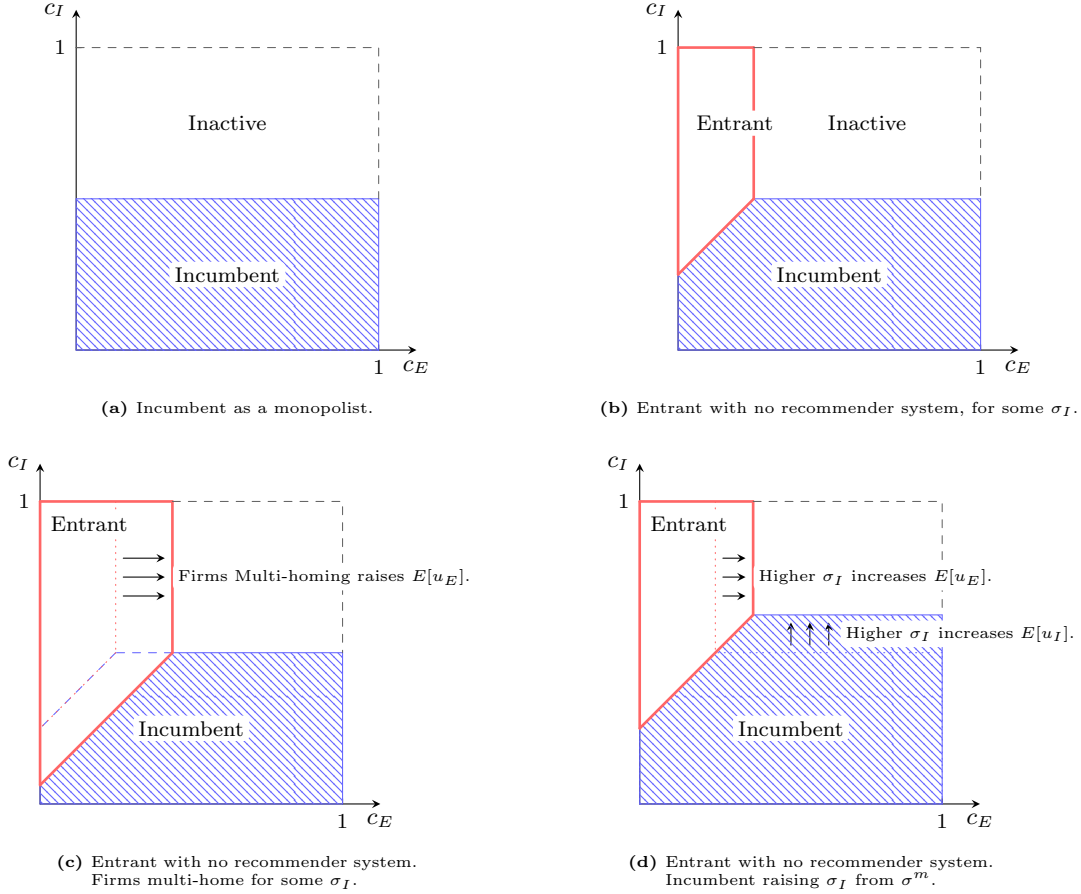 c_I
1
Inactive
Incumbent
1
c_E
(a) Incumbent as a monopolist.
c_I
1
Entrant
Inactive
Incumbent
1
c_E
(b) Entrant with no recommender system, for some σ_I.
c_I
1
Entrant
Firms Multi-homing raises E[u_E].
Incumbent
1
c_E
(c) Entrant with no recommender system.
Firms multi-home for some σ_I.
c_I
1
Entrant
Higher σ_I increases E[u_E].
Higher σ_I increases E[u_I].
Incumbent
1
c_E
(d) Entrant with no recommender system.
Incumbent raising σ_I from σ^m.